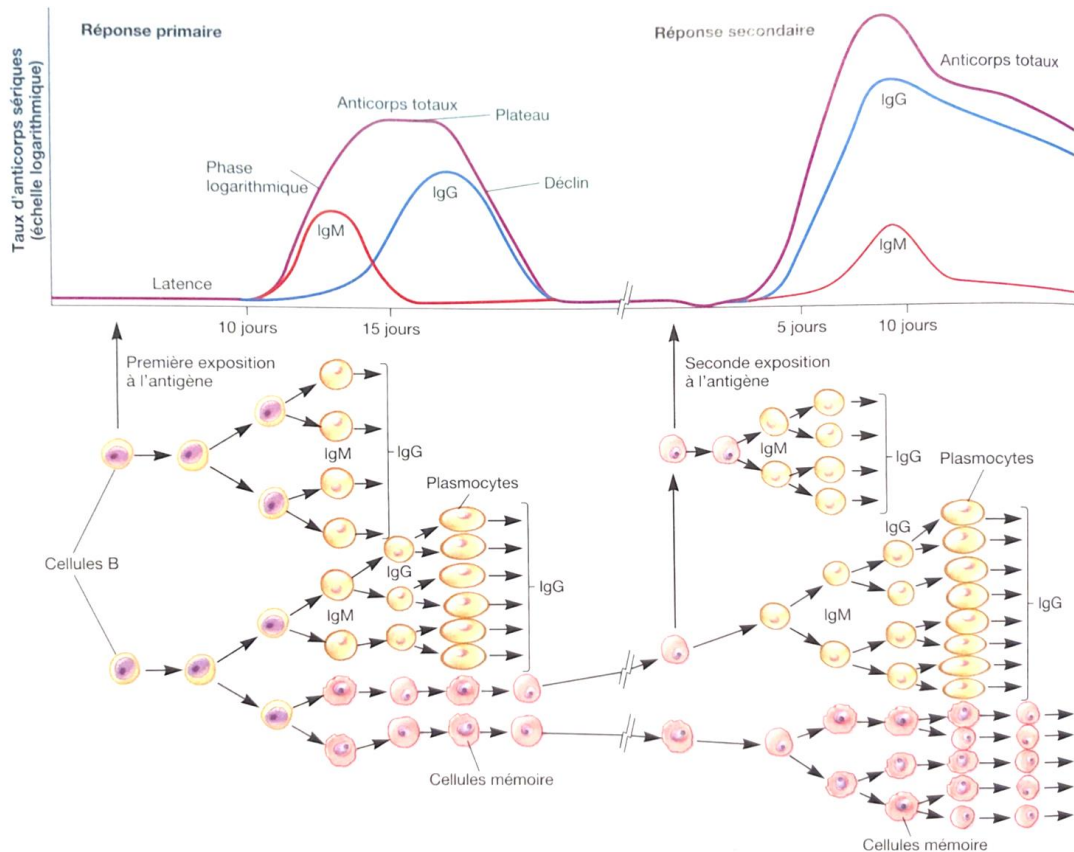 Réponse primaire
Réponse secondaire
Taux d'anticorps sériques
(échelle logarithmique)
Anticorps totaux
Plateau
Phase
logarithmique
IgM
IgG
Déclin
Latence
Anticorps totaux
IgG
IgM
10 jours
15 jours
5 jours
10 jours
Première exposition
à l'antigène
Seconde exposition
à l'antigène
IgM
IgG
IgM
IgG
Plasmocytes
Plasmocytes
Cellules B
IgG
IgM
IgG
IgG
IgM
IgG
Cellules mémoire
Cellules mémoire